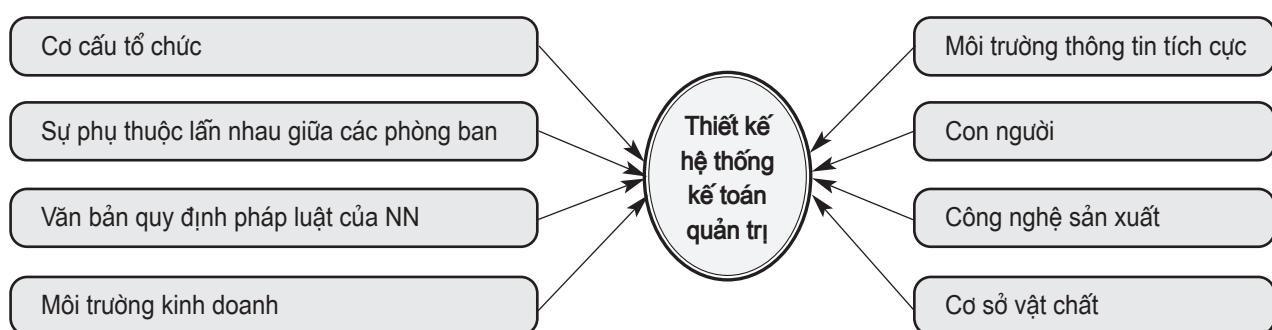 Cơ cấu tổ chức
Sự phụ thuộc lẫn nhau giữa các phòng ban
Văn bản quy định pháp luật của NN
Môi trường kinh doanh
Thiết kế
hệ thống
kế toán
quản trị
Môi trường thông tin tích cực
Con người
Công nghệ sản xuất
Cơ sở vật chất